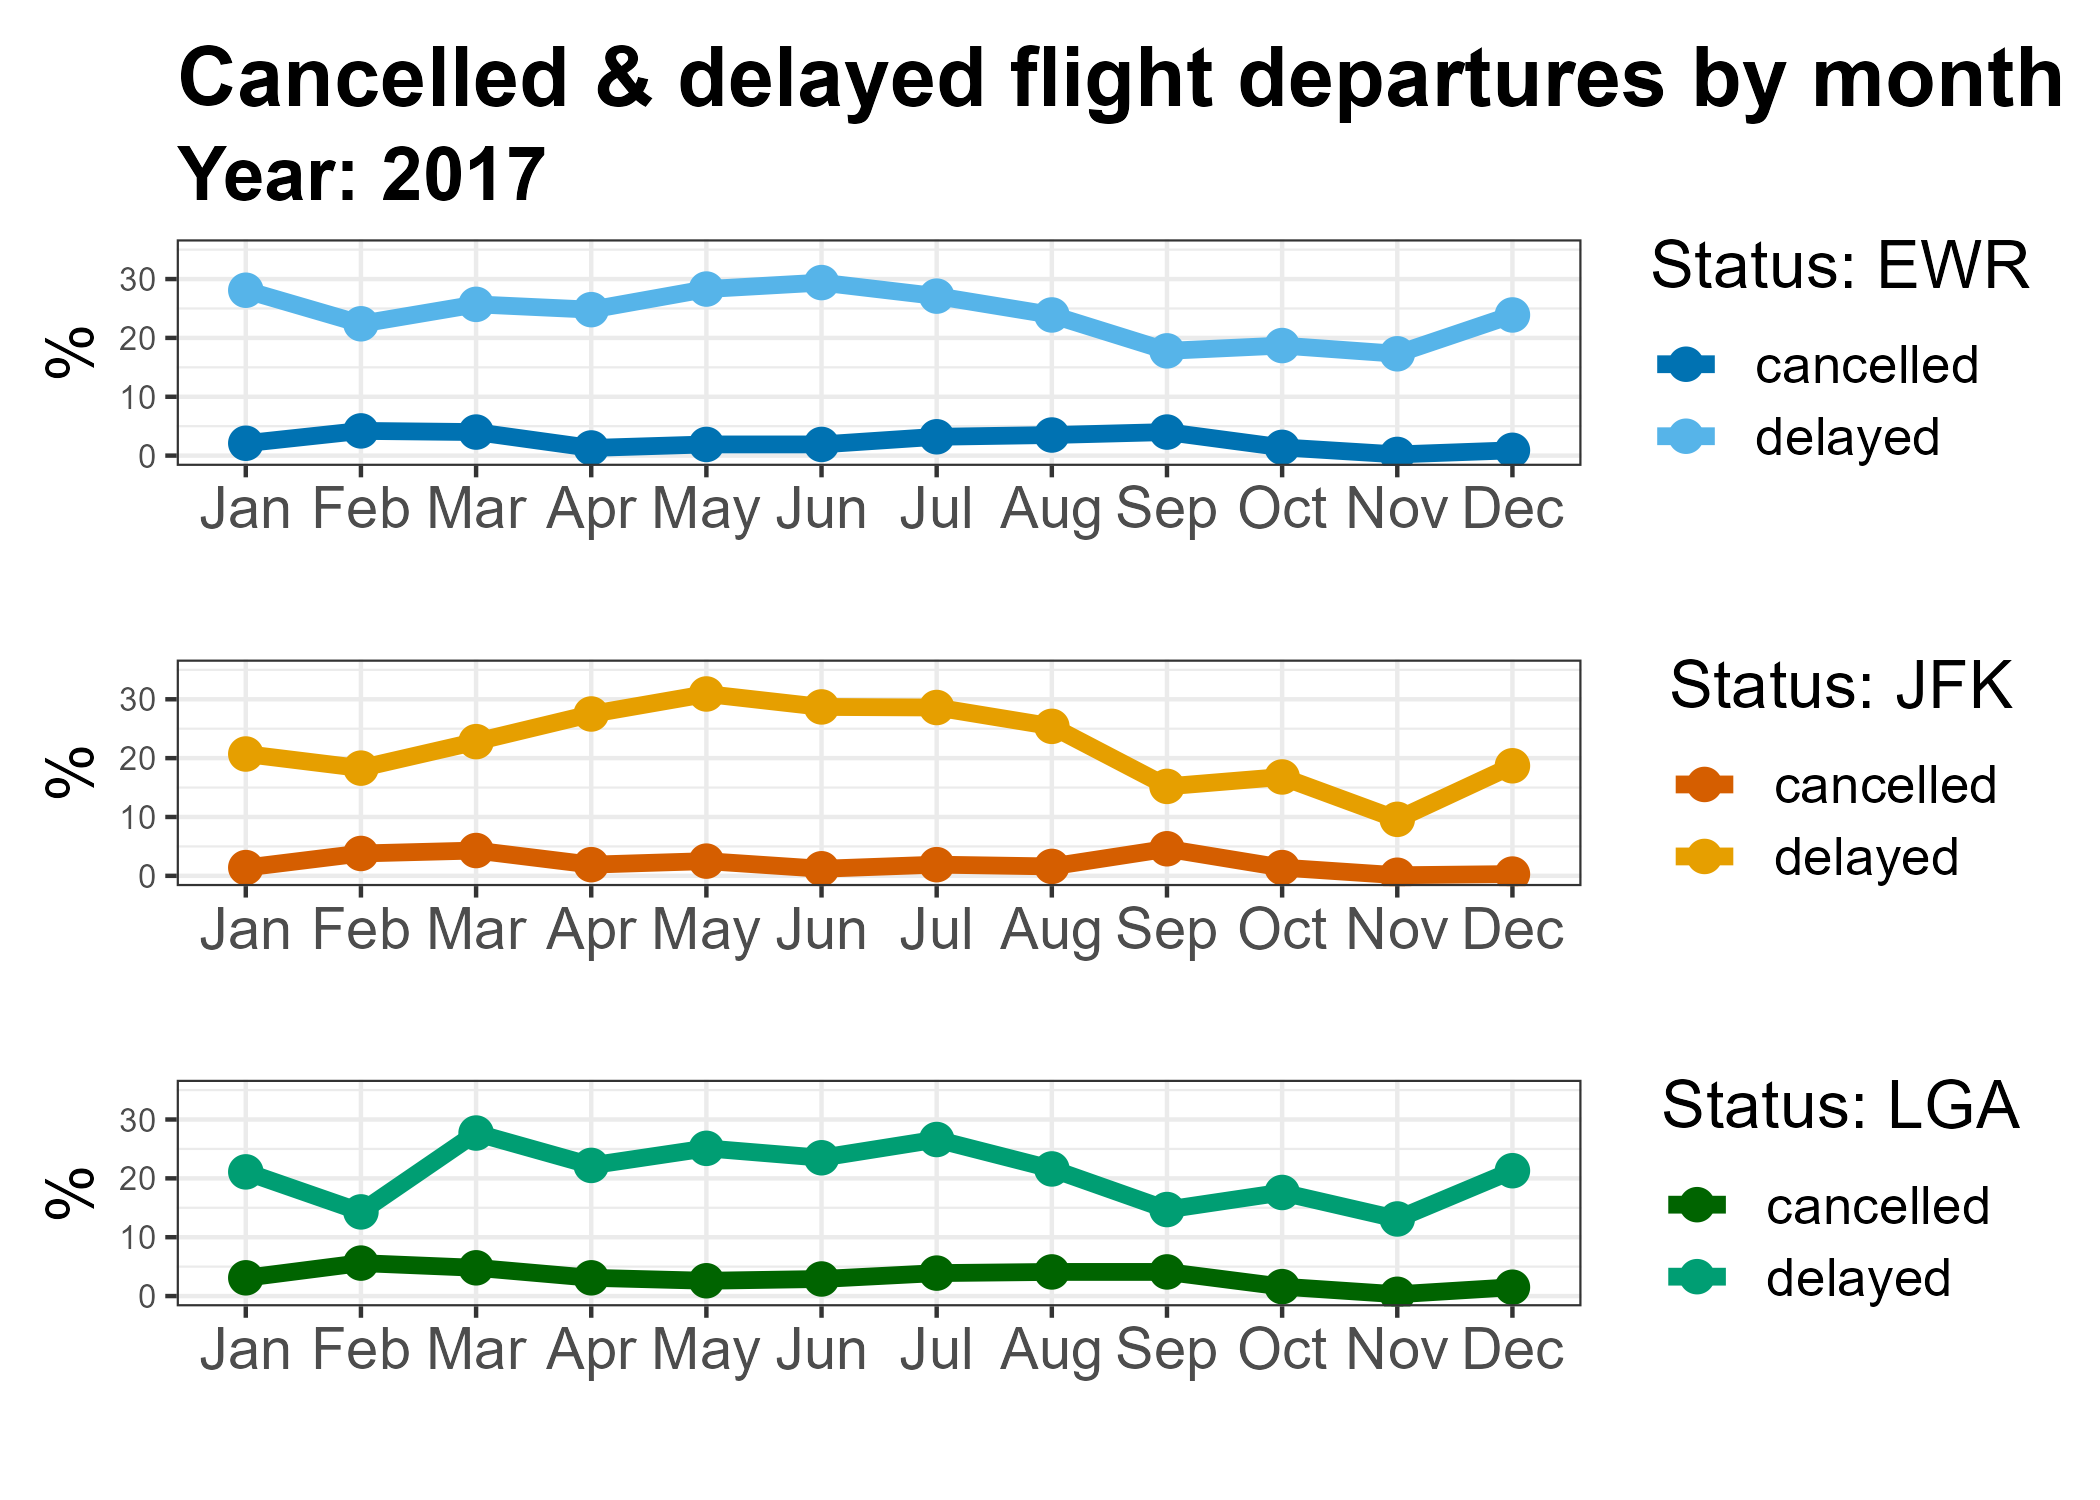 Cancelled & delayed flight departures by month
Year: 2017
Status: EWR
cancelled
delayed
%
30
20
10
0
Jan Feb Mar Apr May Jun Jul Aug Sep Oct Nov Dec
Status: JFK
cancelled
delayed
%
30
20
10
0
Jan Feb Mar Apr May Jun Jul Aug Sep Oct Nov Dec
Status: LGA
cancelled
delayed
%
30
20
10
0
Jan Feb Mar Apr May Jun Jul Aug Sep Oct Nov Dec